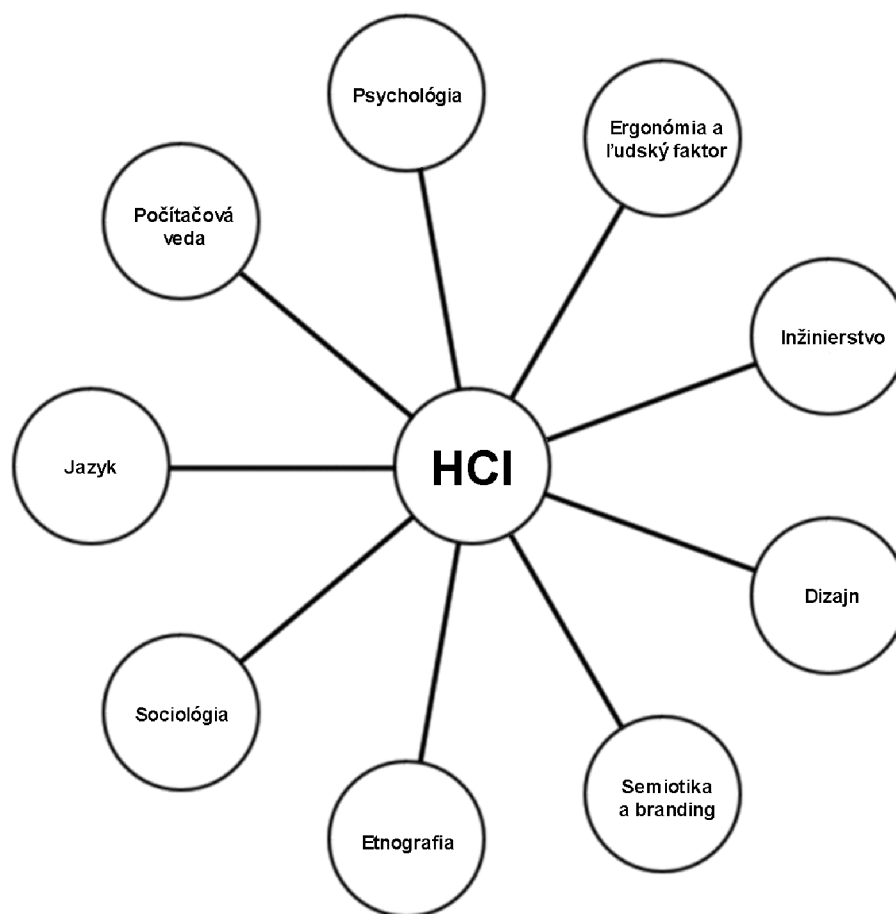 Psychológia
Ergonómia a
ľudský faktor
Počítačová
veda
Inžinierstvo
Jazyk
HCI
Dizajn
Sociológia
Semiotika
a branding
Etnografia